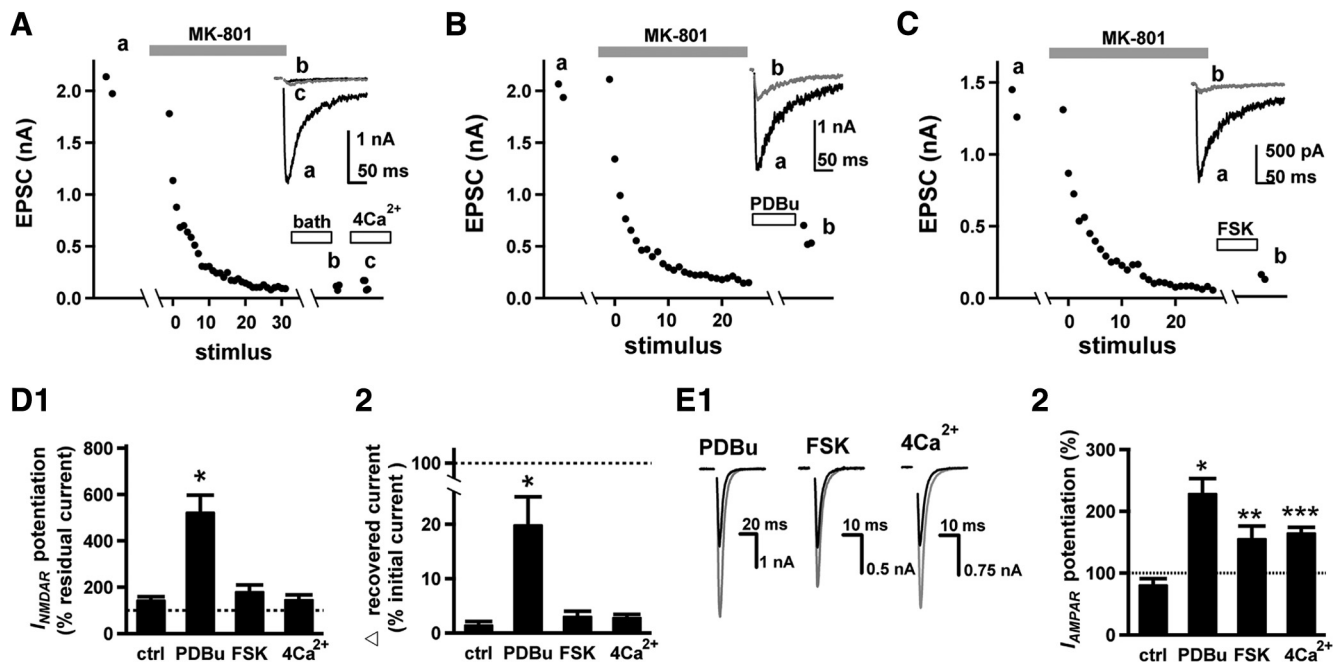 A
MK-801
a
b
c
a
1 nA
50 ms
bath
4Ca2+
b
c
EPSC (nA)
2.0
1.5
1.0
0.5
0.0
0
10
20
30
stimlus
B
MK-801
a
b
a
1 nA
50 ms
PDBu
b
EPSC (nA)
2.0
1.5
1.0
0.5
0.0
0
10
20
stimulus
C
MK-801
a
b
a
500 pA
50 ms
FSK
b
EPSC (nA)
1.5
1.0
0.5
0.0
0
10
20
stimulus
D1
INMDAR potentiation
(% residual current)
800
600
400
200
0
*
ctrl PDBu FSK 4Ca2+
2
△ recovered current
(% initial current )
100
20
10
0
*
ctrl PDBu FSK 4Ca2+
E1
PDBu FSK 4Ca2+
20 ms
1 nA
10 ms
0.5 nA
10 ms
0.75 nA
2
IAMPAR potentiation (%)
300
200
100
0
*
**
***
ctrl PDBu FSK 4Ca2+